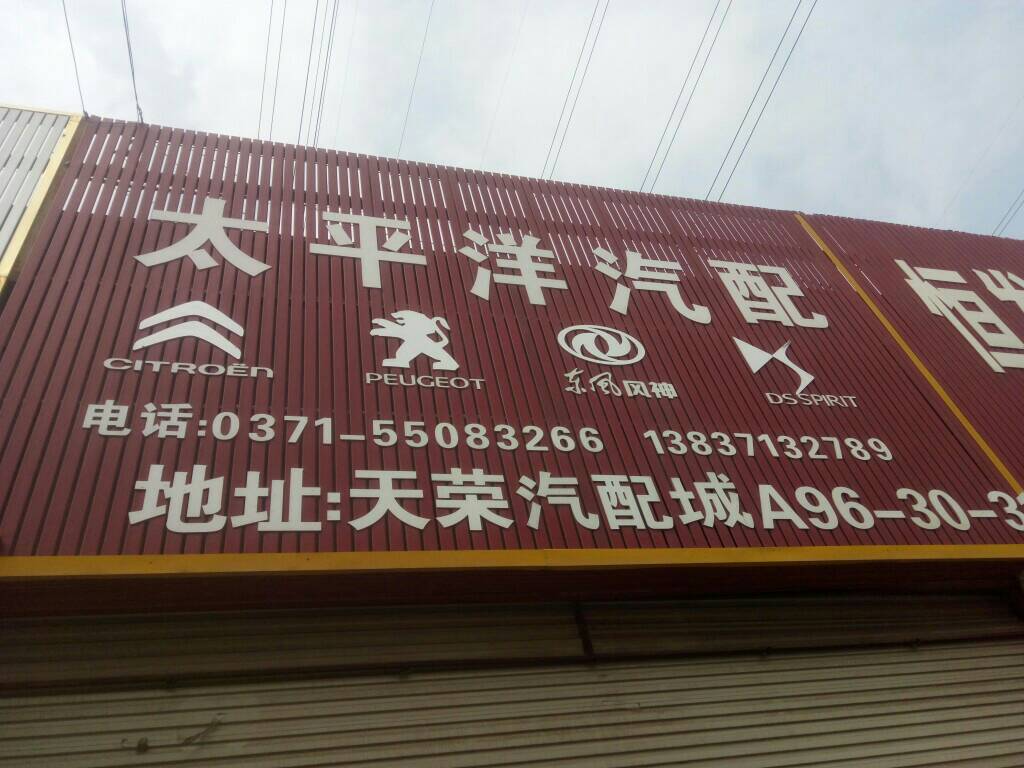 太平洋汽配
CITROËN
PEUGEOT
东风风神
DS SPIRIT
电话:0371-55083266 13837132789
地址:天荣汽配城A96-30-3
恒